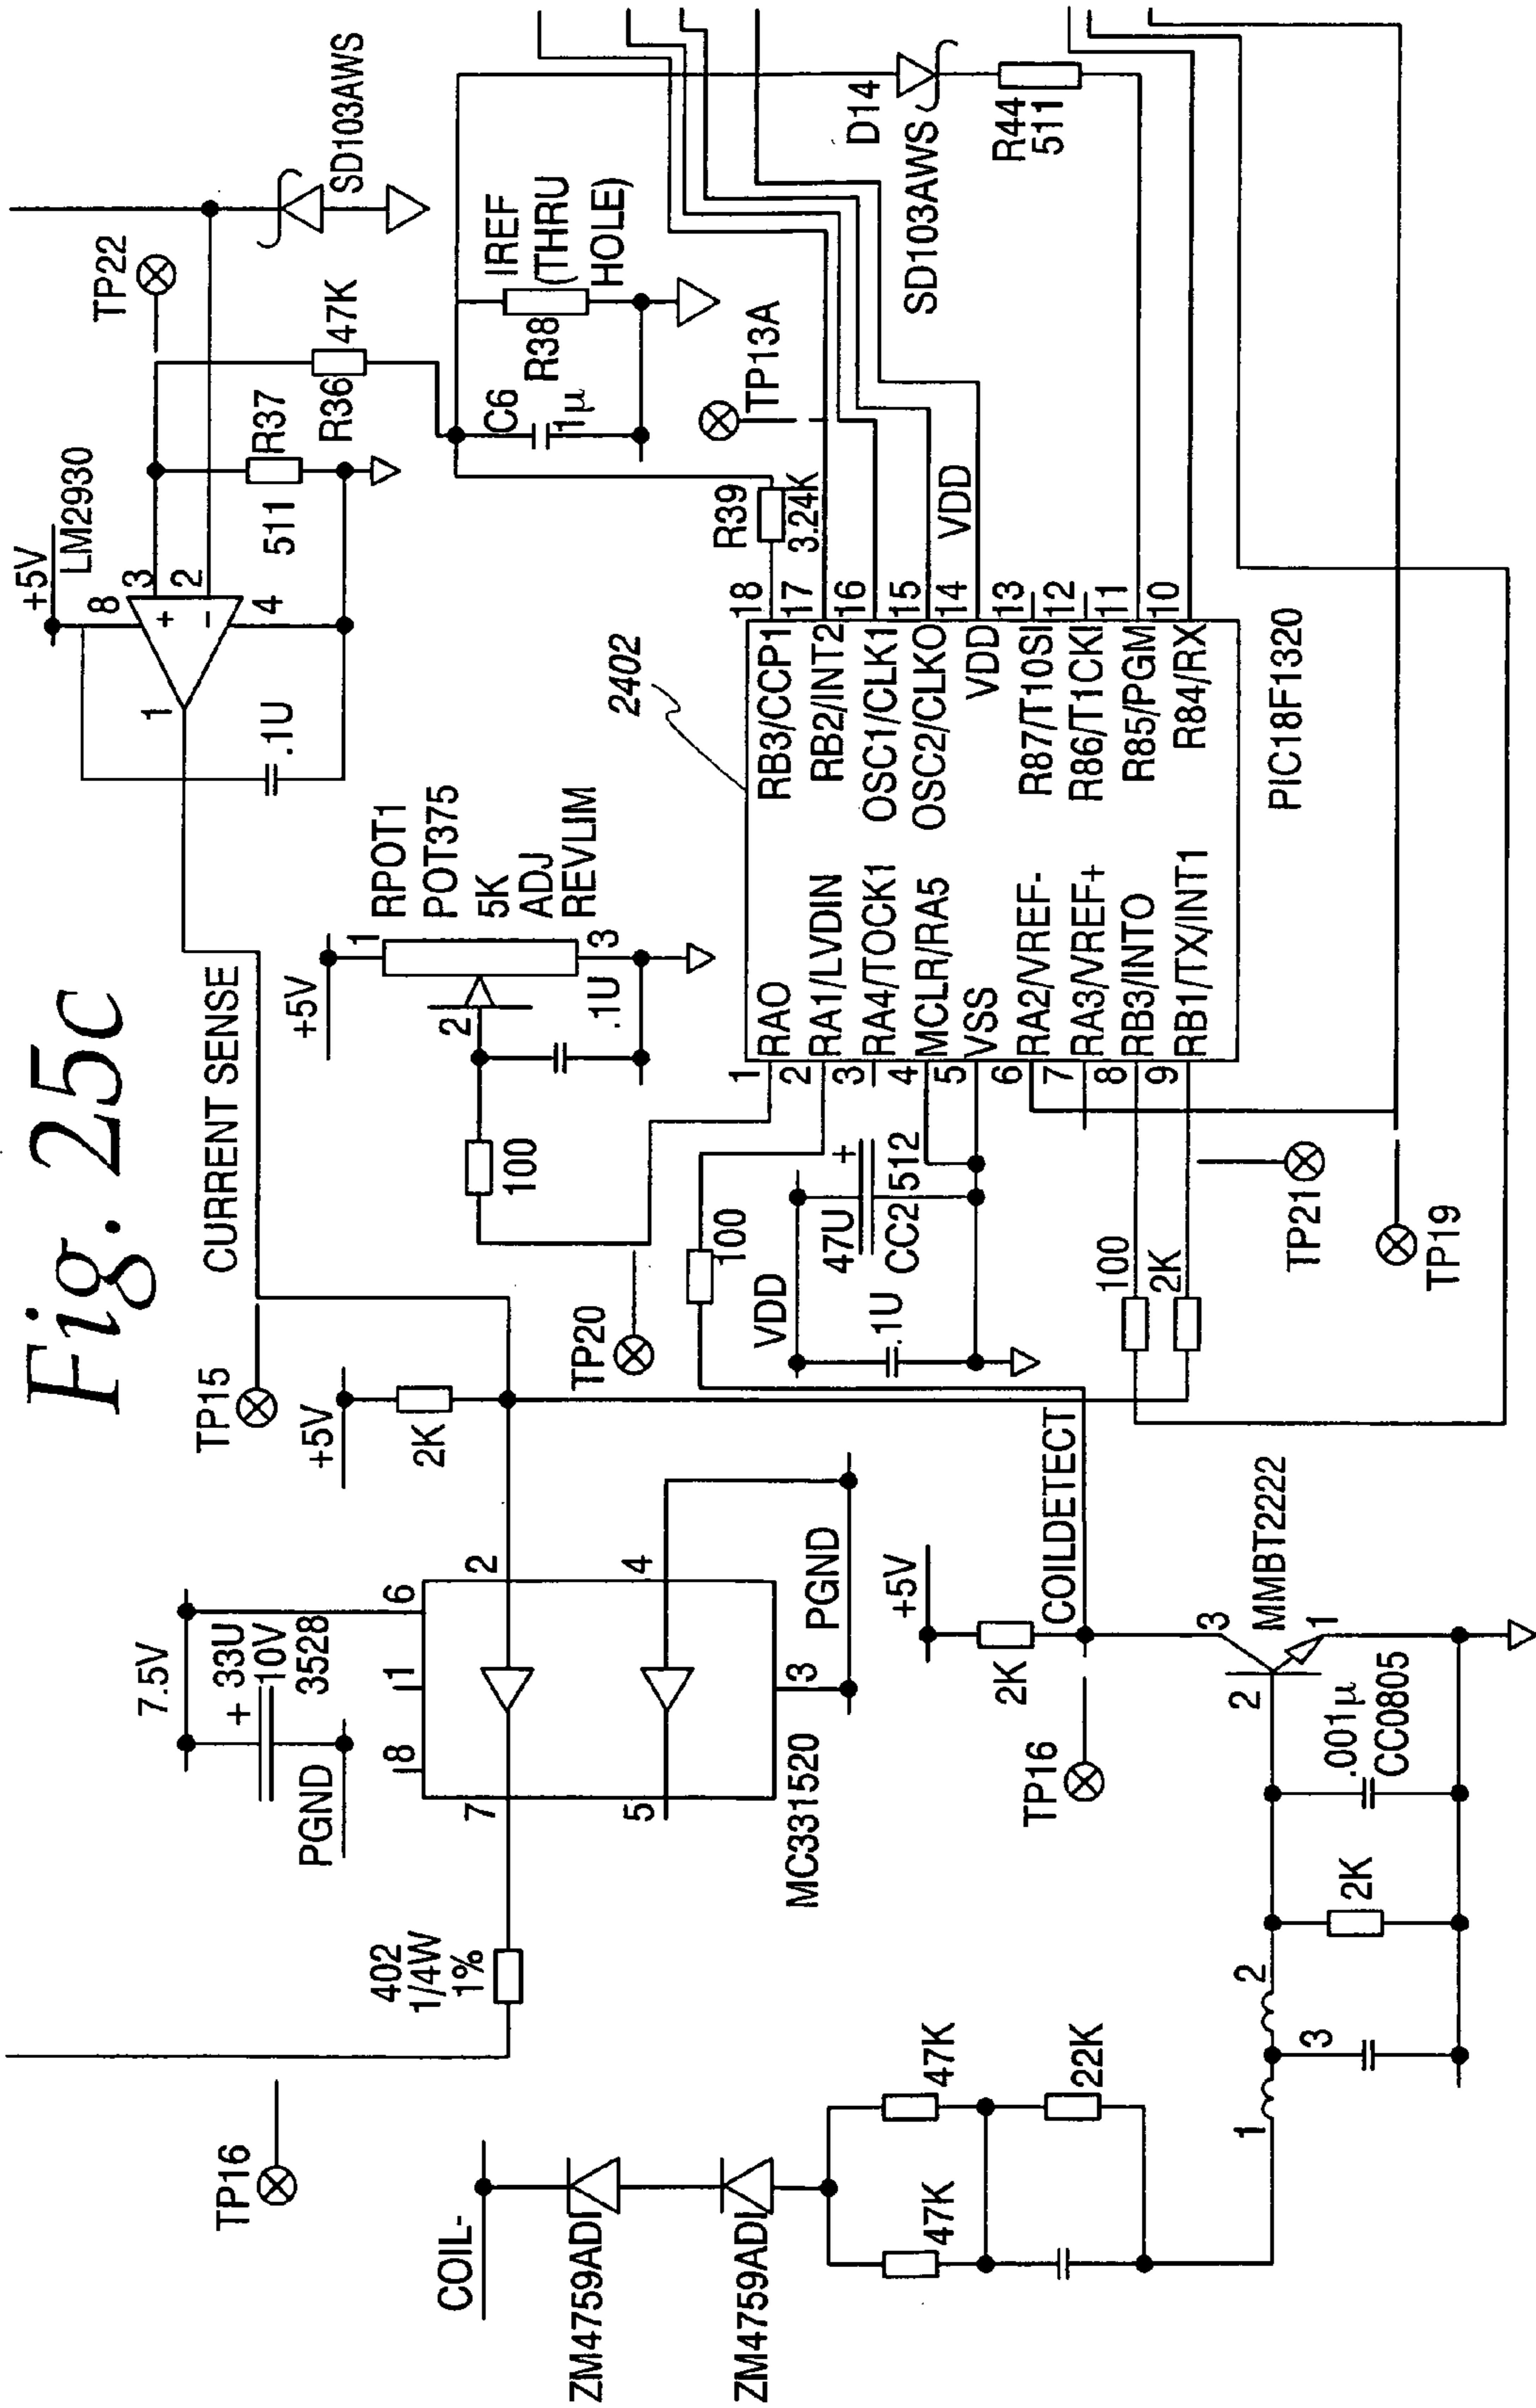 Fig. 25c
TP16
COIL-
ZM4759ADI
ZM4759ADI
47K
47K
22K
402
1/4W
1%
7.5V
+ 33U
10V
3528
PGND
8
1
6
7
2
5
4
3
PGND
MC331520
TP15
CURRENT SENSE
+5V
2K
+5V
2K
COILDETECT
TP16
3
2
1
MMBT2222
.001µ
CC0805
2K
1
2
3
+5V
LM2930
8
3
2
1
4
+
-
.1U
511
R37
R36
47K
TP22
SD103AWS
+5V
RPOT1
POT375
5K
ADJ
REVLIM
1
2
3
.1U
100
TP20
100
VDD
47U
+
CC2 512
.1U
C6
1µ
R38
IREF
(THRU
HOLE)
TP13A
R39
3.24K
D14
SD103AWS
R44
511
2402
1
RAO
2
RA1/LVDIN
3
RA4/TOCK1
4
MCLR/RA5
5
VSS
6
RA2/VREF-
7
RA3/VREF+
8
RB3/INTO
9
RB1/TX/INT1
RB3/CCP1
18
RB2/INT2
17
OSC1/CLK1
16
OSC2/CLKO
15
VDD
14
VDD
R87/T10SI
13
R86/T1CKI
12
R85/PGM
11
R84/RX
10
PIC18F1320
100
2K
TP21
TP19